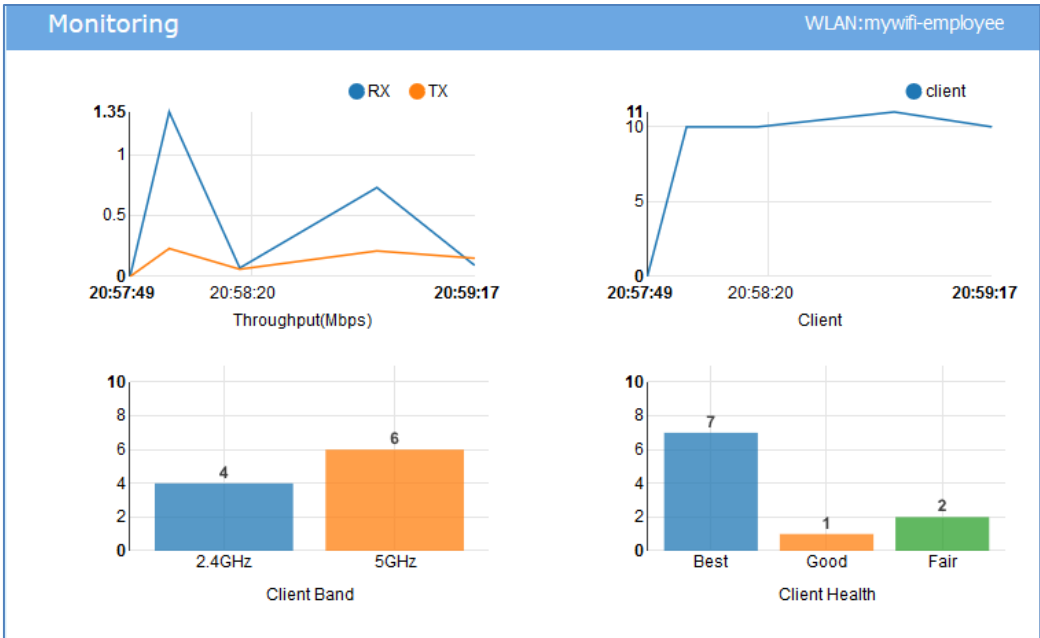 Monitoring WLAN:mywifi-employee
RX TX
1.35
1
0.5
0
20:57:49 20:58:20 20:59:17
Throughput(Mbps)
client
11
10
5
0
20:57:49 20:58:20 20:59:17
Client
10
8
6
4
2
0
4
6
2.4GHz 5GHz
Client Band
10
8
6
4
2
0
7
1
2
Best Good Fair
Client Health